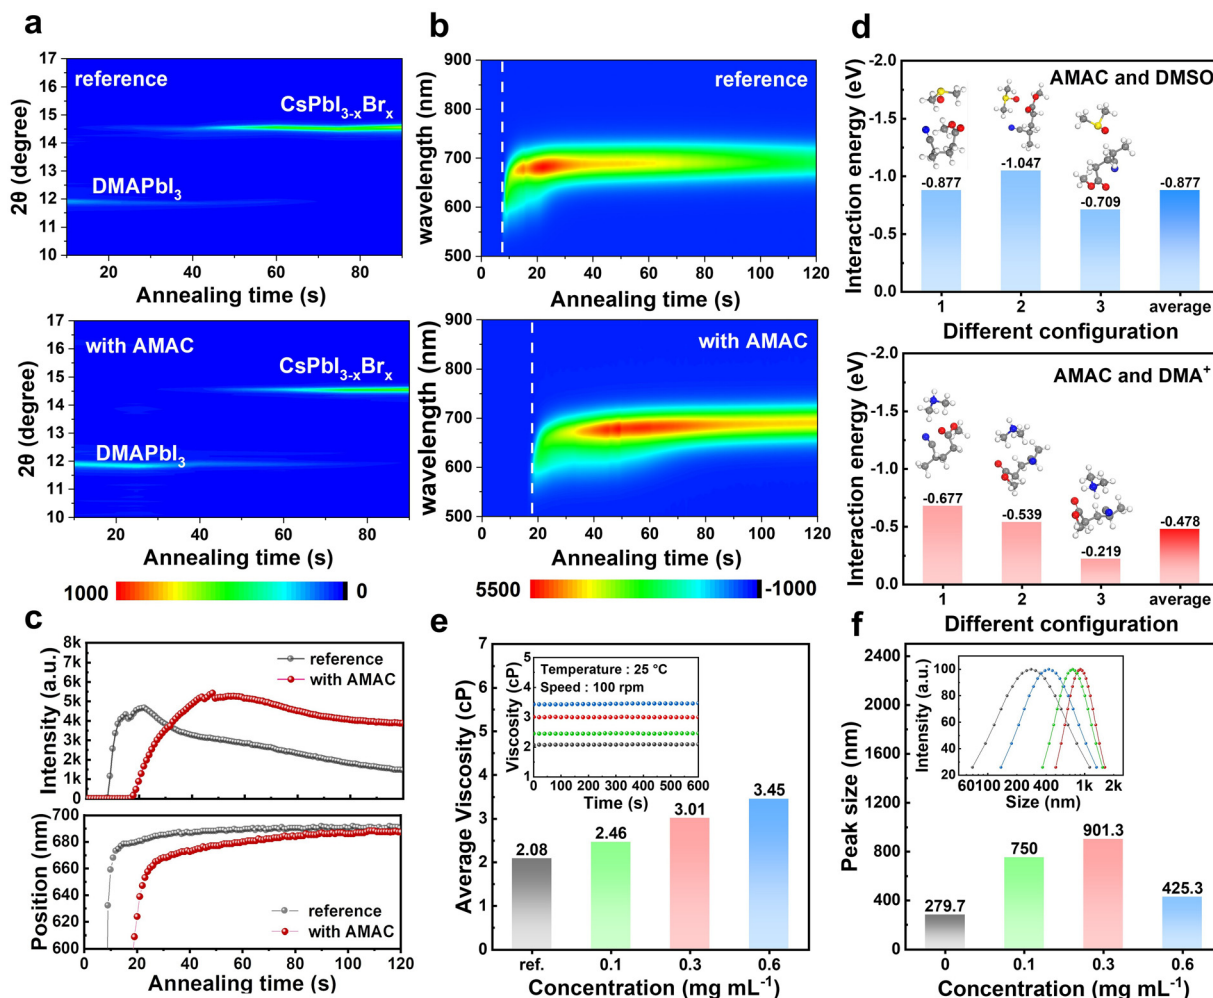 a
reference
CsPbI3-xBrx
DMAPbI3
17
16
15
14
13
12
11
10
2θ (degree)
20
40
60
80
Annealing time (s)
with AMAC
CsPbI3-xBrx
DMAPbI3
17
16
15
14
13
12
11
10
2θ (degree)
20
40
60
80
Annealing time (s)
1000
0
b
reference
900
800
700
600
500
wavelength (nm)
0
20
40
60
80
100
120
Annealing time (s)
with AMAC
900
800
700
600
500
wavelength (nm)
0
20
40
60
80
100
120
Annealing time (s)
5500
-1000
c
reference
with AMAC
8k
7k
6k
5k
4k
3k
2k
1k
0
Intensity (a.u.)
0
20
40
60
80
100
120
700
680
660
640
620
600
Position (nm)
reference
with AMAC
0
20
40
60
80
100
120
Annealing time (s)
d
AMAC and DMSO
-2.0
-1.5
-1.0
-0.5
0.0
Interaction energy (eV)
-0.877
-1.047
-0.709
-0.877
1
2
3
average
Different configuration
AMAC and DMA+
-2.0
-1.5
-1.0
-0.5
0.0
Interaction energy (eV)
-0.677
-0.539
-0.219
-0.478
1
2
3
average
Different configuration
e
7
6
5
4
3
2
1
0
Average Viscosity (cP)
Temperature : 25 °C
Speed : 100 rpm
5
4
3
2
1
Viscosity (cP)
0
100
200
300
400
500
600
Time (s)
2.08
2.46
3.01
3.45
ref.
0.1
0.3
0.6
Concentration (mg mL-1)
f
2400
2000
1600
1200
800
400
0
Peak size (nm)
100
80
60
40
20
Intensity (a.u.)
60
100
200
400
1k
2k
Size (nm)
279.7
750
901.3
425.3
0
0.1
0.3
0.6
Concentration (mg mL-1)